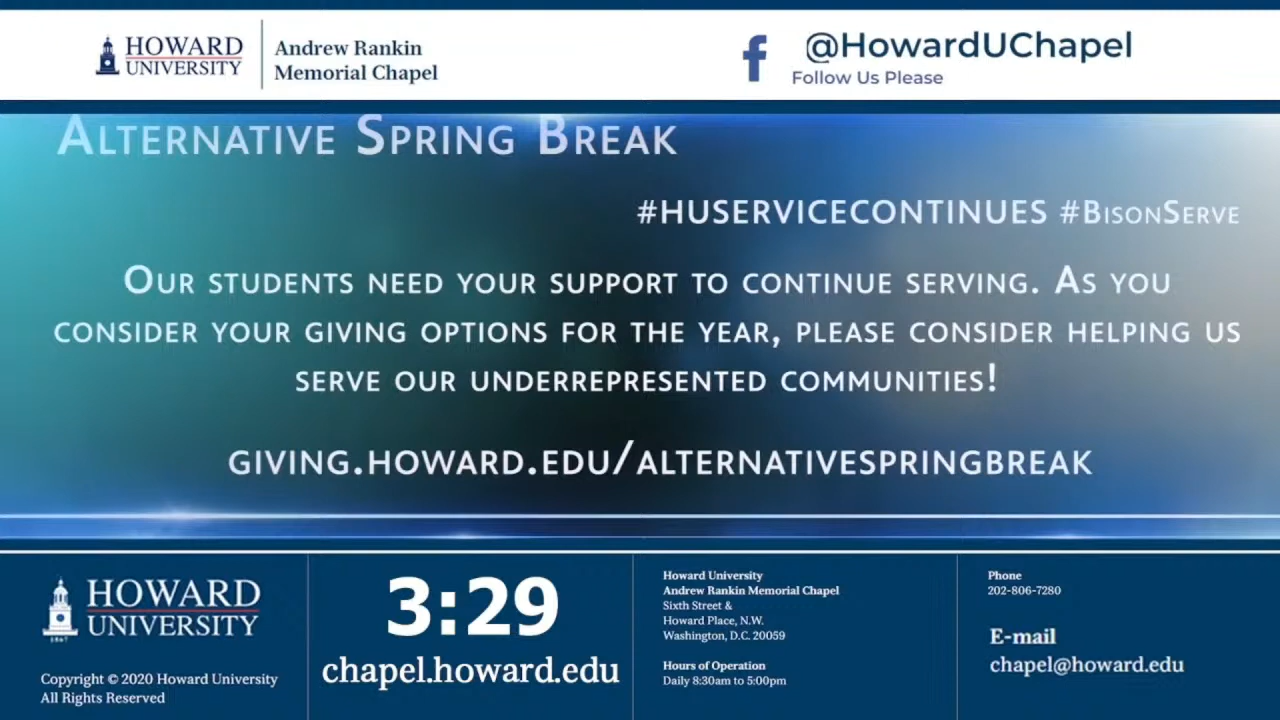 HOWARD
UNIVERSITY
Andrew Rankin
Memorial Chapel
@HowardUChapel
Follow Us Please
Alternative Spring Break
#HUSERVICECONTINUES #BisonServe
Our students need your support to continue serving. As you
consider your giving options for the year, please consider helping us
serve our underrepresented communities!
giving.howard.edu/alternativespringbreak
HOWARD
UNIVERSITY
1867
Copyright © 2020 Howard University
All Rights Reserved
3:29
chapel.howard.edu
Howard University
Andrew Rankin Memorial Chapel
Sixth Street &
Howard Place, N.W.
Washington, D.C. 20059
Hours of Operation
Daily 8:30am to 5:00pm
Phone
202-806-7280
E-mail
chapel@howard.edu